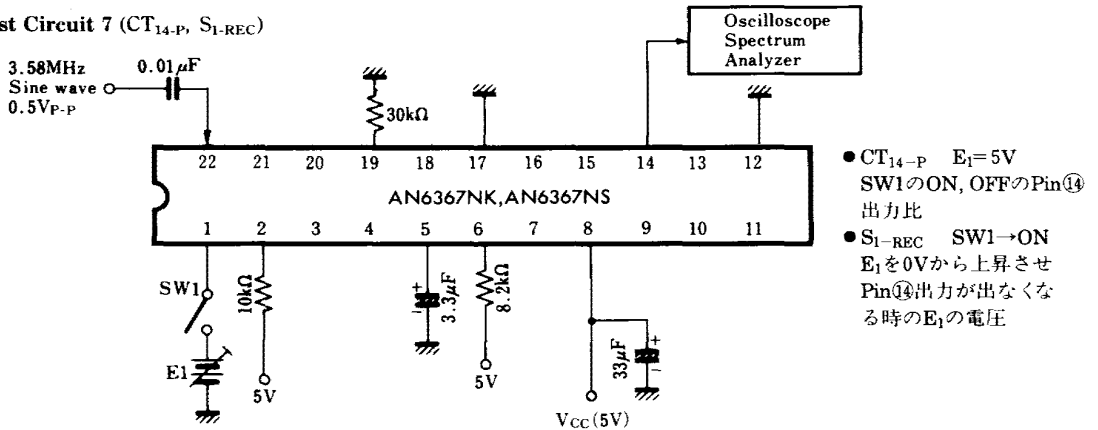 st Circuit 7 (CT14-P, S1-REC)
3.58MHz
Sine wave
0.5VP-P
0.01μF
30kΩ
Oscilloscope
Spectrum
Analyzer
22 21 20 19 18 17 16 15 14 13 12
AN6367NK,AN6367NS
1 2 3 4 5 6 7 8 9 10 11
SW1
E1
10kΩ
5V
+
−
3.3μF
8.2kΩ
5V
33μF
+
−
VCC(5V)
● CT14-P E1=5V
SW1のON, OFFのPin⑭
出力比
● S1-REC SW1→ON
E1を0Vから上昇させ
Pin⑭出力が出なくな
る時のE1の電圧